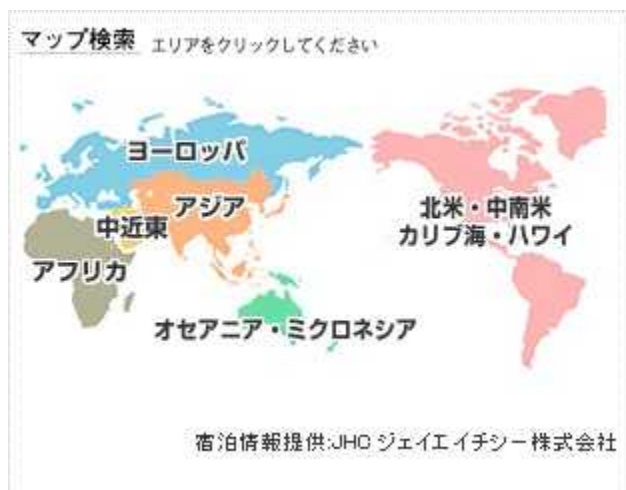 マップ検索 エリアをクリックしてください
ヨーロッパ
アジア
中近東
アフリカ
北米・中南米
カリブ海・ハワイ
オセアニア・ミクロネシア
宿泊情報提供:JHC ジェイエイチシー株式会社